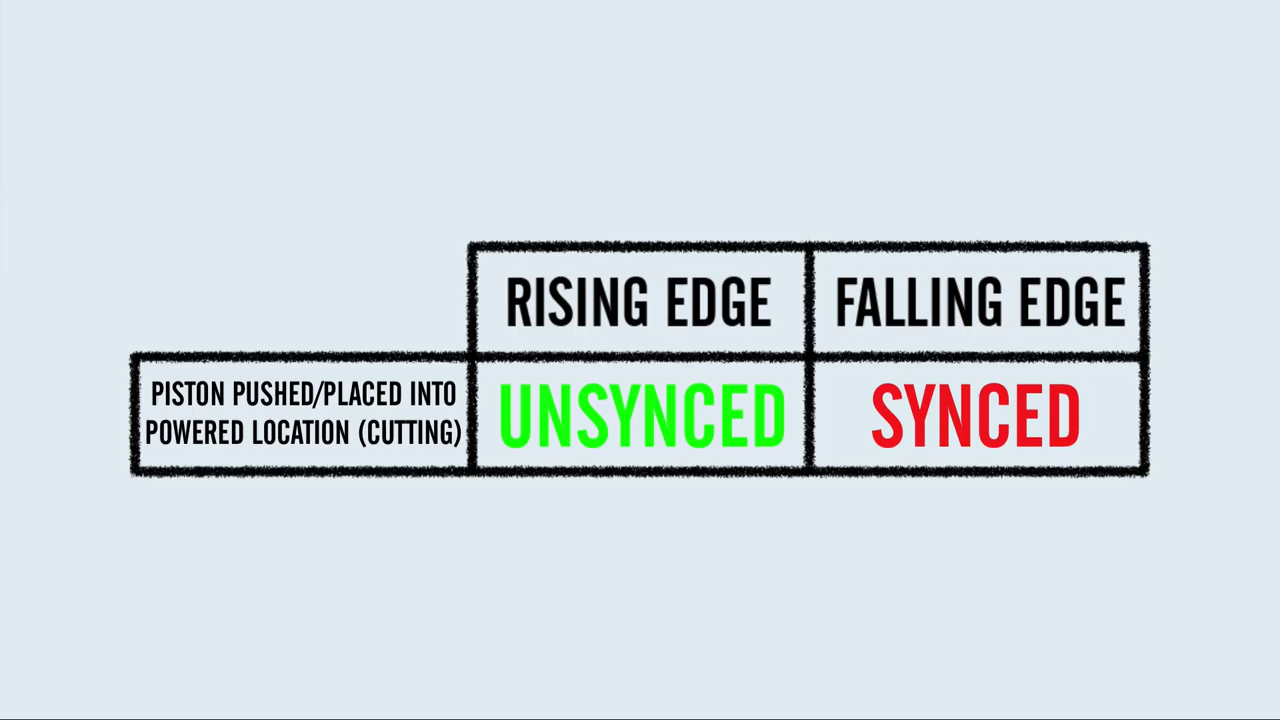 RISING EDGE
FALLING EDGE
PISTON PUSHED/PLACED INTO
POWERED LOCATION (CUTTING)
UNSYNCED
SYNCED